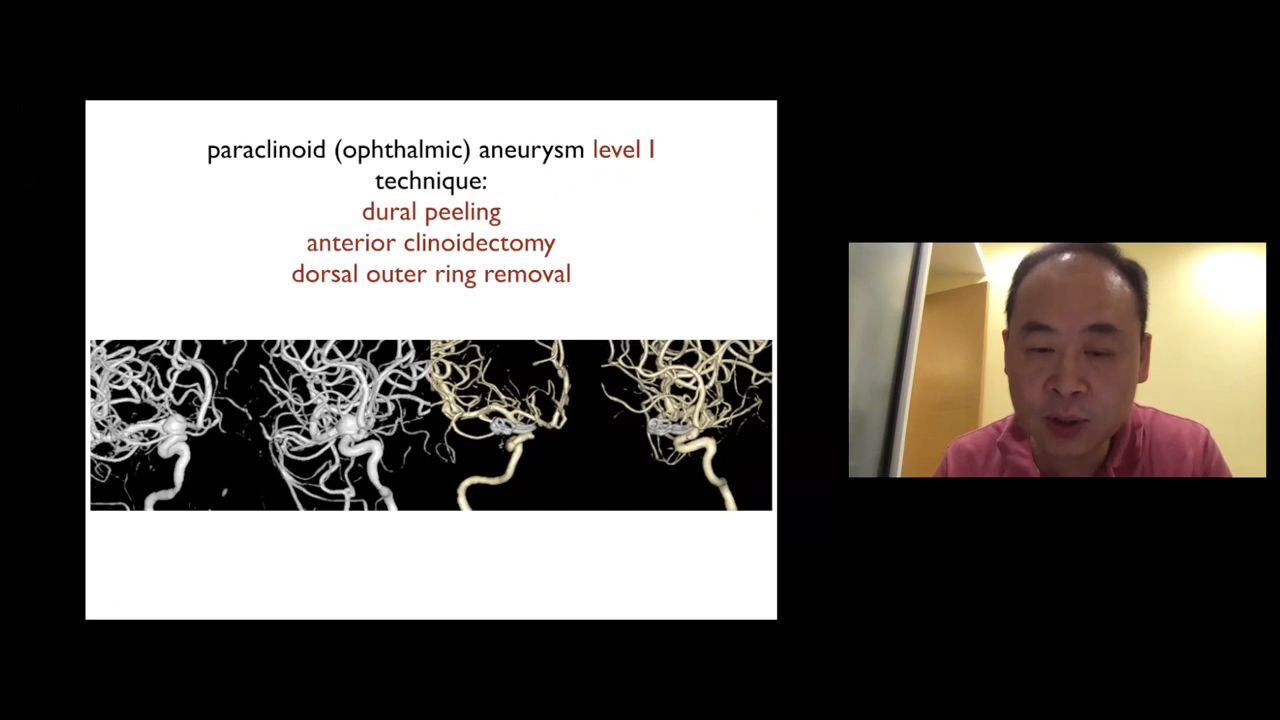 paraclinoid (ophthalmic) aneurysm level I
technique:
dural peeling
anterior clinoidectomy
dorsal outer ring removal